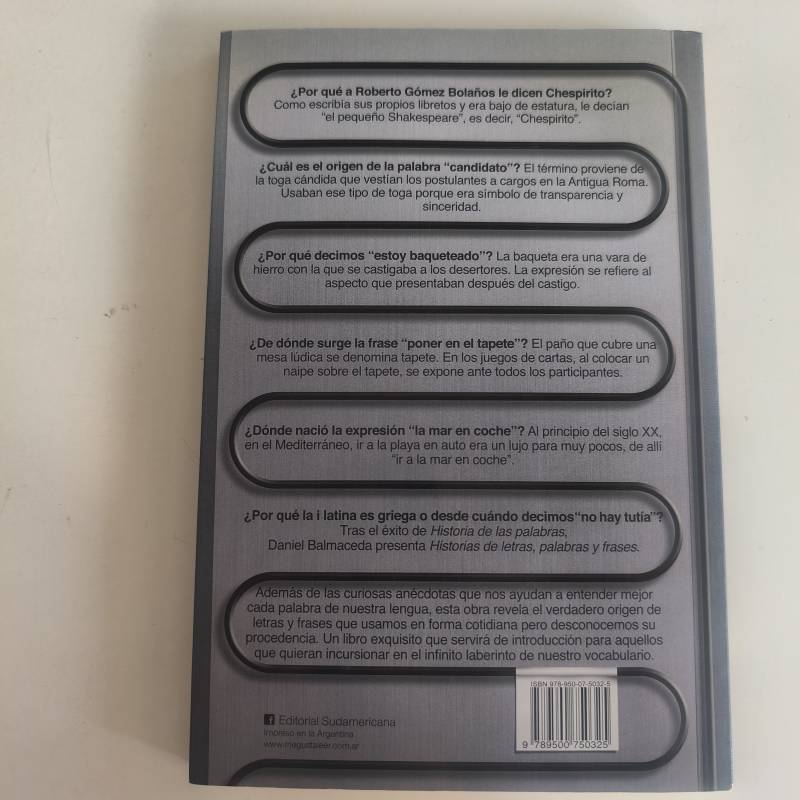 ¿Por qué a Roberto Gómez Bolaños le dicen Chespirito?
Como escribía sus propios libretos y era bajo de estatura, le decían
"el pequeño Shakespeare", es decir, "Chespirito".
¿Cuál es el origen de la palabra "candidato"? El término proviene de
la toga cándida que vestían los postulantes a cargos en la Antigua Roma.
Usaban ese tipo de toga porque era símbolo de transparencia y
sinceridad.
¿Por qué decimos "estoy baqueteado"? La baqueta era una vara de
hierro con la que se castigaba a los desertores. La expresión se refiere al
aspecto que presentaban después del castigo.
¿De dónde surge la frase "poner en el tapete"? El paño que cubre una
mesa lúdica se denomina tapete. En los juegos de cartas, al colocar un
naipe sobre el tapete, se expone ante todos los participantes.
¿Dónde nació la expresión "la mar en coche"? Al principio del siglo XX,
en el Mediterráneo, ir a la playa en auto era un lujo para muy pocos, de allí
"ir a la mar en coche".
¿Por qué la i latina es griega o desde cuándo decimos "no hay tutía"?
Tras el éxito de Historia de las palabras,
Daniel Balmaceda presenta Historias de letras, palabras y frases.
Además de las curiosas anécdotas que nos ayudan a entender mejor
cada palabra de nuestra lengua, esta obra revela el verdadero origen de
letras y frases que usamos en forma cotidiana pero desconocemos su
procedencia. Un libro exquisito que servirá de introducción para aquellos
que quieran incursionar en el infinito laberinto de nuestro vocabulario.
ISBN 978-950-07-5032-5
9 789500 750325
f Editorial Sudamericana
Impreso en la Argentina
www.megustaleer.com.ar